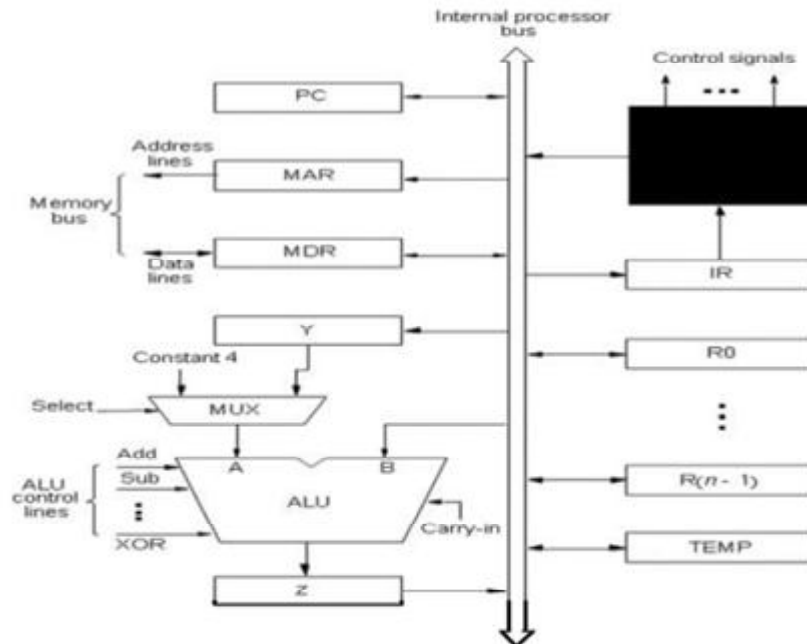 Internal processor
bus
Control signals
PC
Address
lines
MAR
Memory
bus
MDR
Data
lines
IR
Y
Constant 4
R0
Select
MUX
Add
A
B
Sub
R(n - 1)
ALU
control
lines
ALU
Carry-in
XOR
TEMP
Z